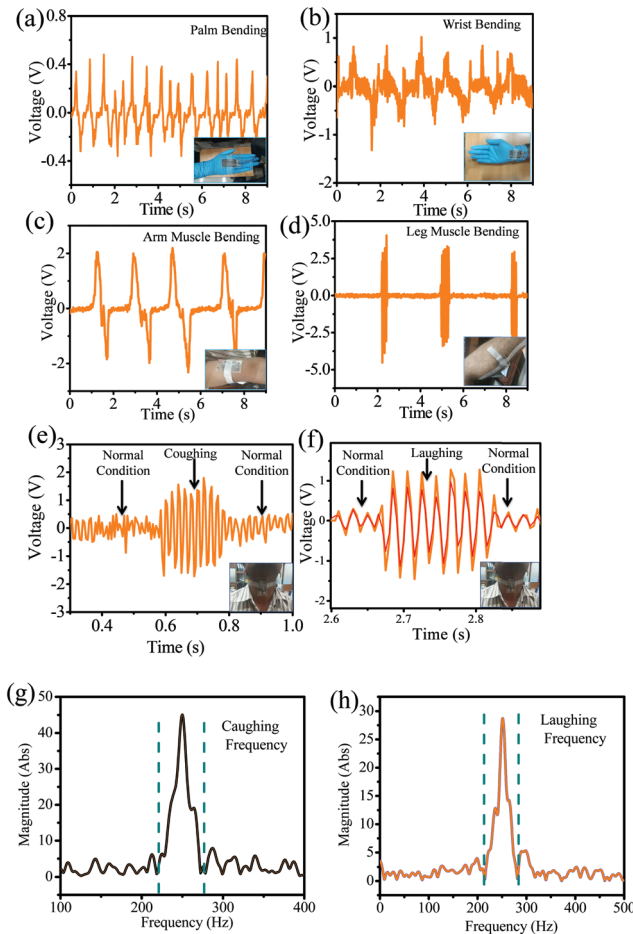 (a)
Palm Bending
0.8
0.4
0.0
-0.4
Voltage (V)
0 2 4 6 8
Time (s)
(b)
Wrist Bending
2
1
0
-1
-2
Voltage (V)
0 2 4 6 8
Time (s)
(c)
Arm Muscle Bending
2
0
-2
Voltage (V)
0 2 4 6 8
Time (s)
(d)
Leg Muscle Bending
5.0
2.5
0.0
-2.5
-5.0
Voltage (V)
0 2 4 6 8
Time (s)
(e)
Normal
Condition
Coughing
Normal
Condition
3
2
1
0
-1
-2
-3
Voltage (V)
0.4 0.6 0.8 1.0
Time (s)
(f)
Normal
Condition
Laughing
Normal
Condition
2
1
0
-1
-2
Voltage (V)
2.6 2.7 2.8
Time (s)
(g)
Caughing
Frequency
50
40
30
20
10
0
Magnitude (Abs)
100 200 300 400
Frequency (Hz)
(h)
Laughing
Frequency
30
25
20
15
10
5
0
Magnitude (Abs)
0 100 200 300 400 500
Frequency (Hz)